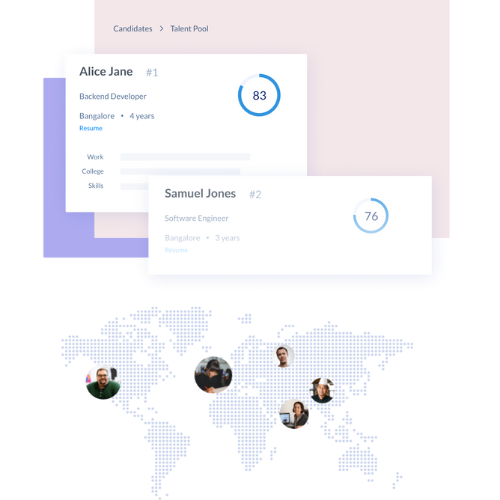 Candidates > Talent Pool
Alice Jane #1
83
Backend Developer
Bangalore • 4 years
Resume
Work
College
Skills
Samuel Jones #2
76
Software Engineer
Bangalore • 3 years
Resume